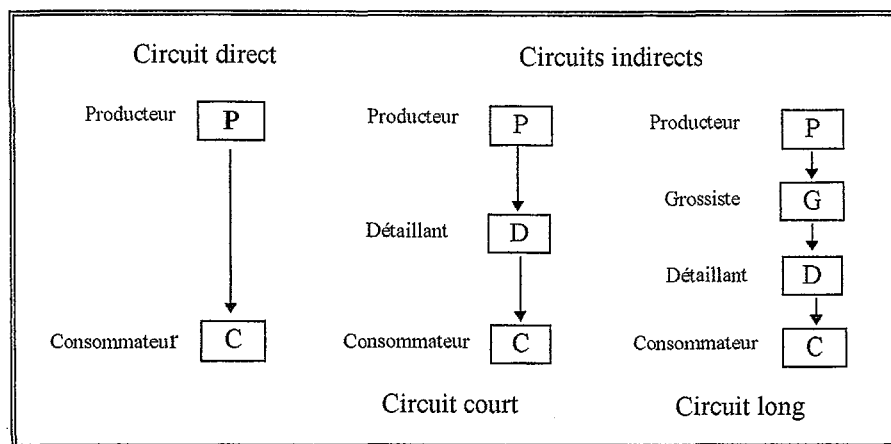 Circuit direct
Circuits indirects
Producteur P
Consommateur C
Producteur P
Détaillant D
Consommateur C
Circuit court
Producteur P
Grossiste G
Détaillant D
Consommateur C
Circuit long